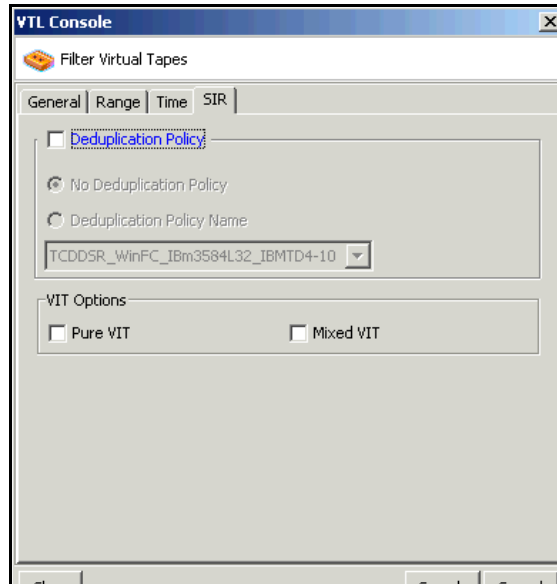 VTL Console
Filter Virtual Tapes
General Range Time SIR
Deduplication Policy
No Deduplication Policy
Deduplication Policy Name
TCDDSR_WinFC_IBm3584L32_IBMTD4-10
VIT Options
Pure VIT Mixed VIT